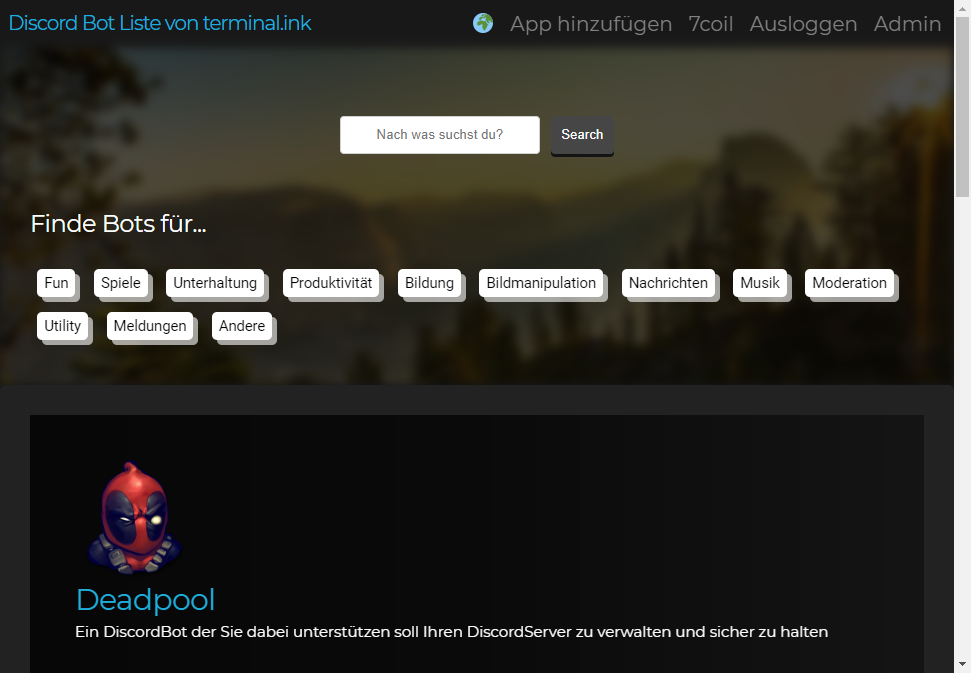 Discord Bot Liste von terminal.ink App hinzufügen 7coil Ausloggen Admin
Nach was suchst du? Search
Finde Bots für...
Fun Spiele Unterhaltung Produktivität Bildung Bildmanipulation Nachrichten Musik Moderation
Utility Meldungen Andere
Deadpool
Ein DiscordBot der Sie dabei unterstützen soll Ihren DiscordServer zu verwalten und sicher zu halten